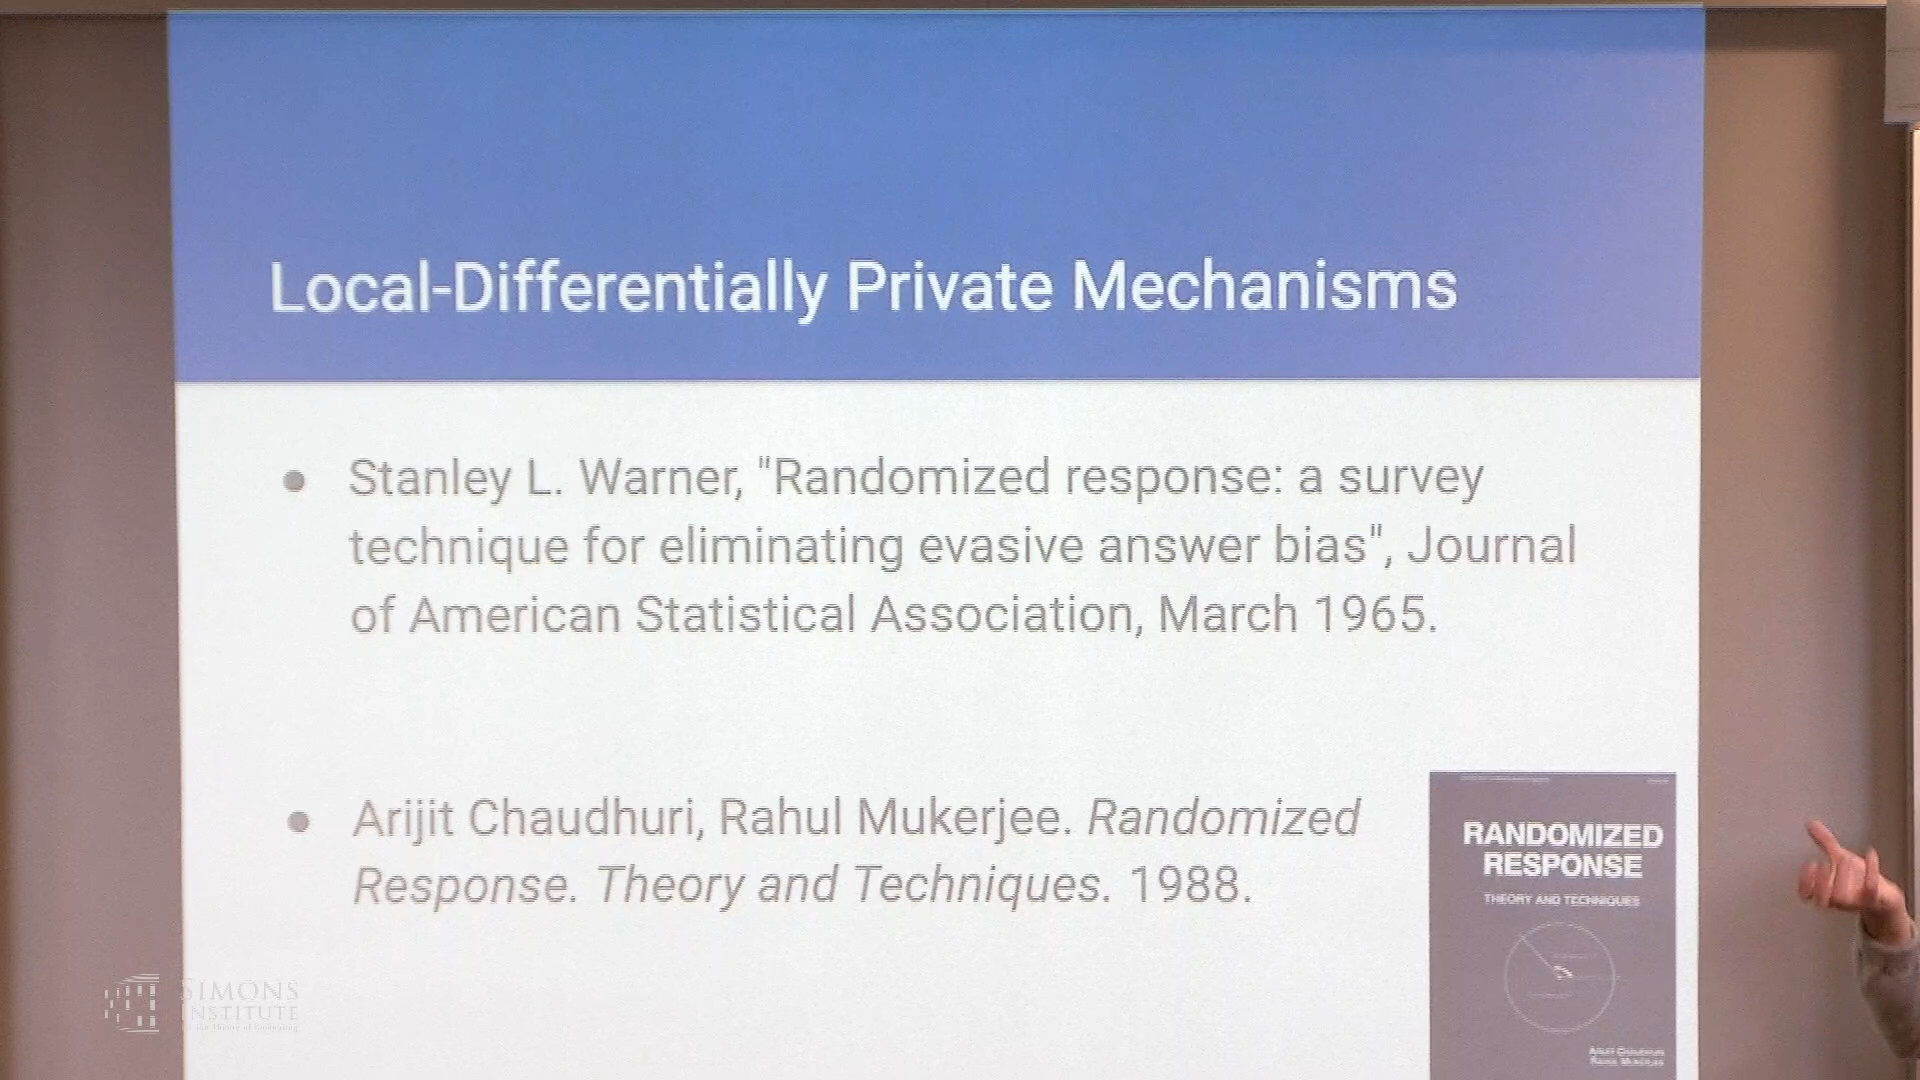 Local-Differentially Private Mechanisms
● Stanley L. Warner, "Randomized response: a survey
technique for eliminating evasive answer bias", Journal
of American Statistical Association, March 1965.
● Arijit Chaudhuri, Rahul Mukerjee. Randomized
Response. Theory and Techniques. 1988.
RANDOMIZED
RESPONSE
THEORY AND TECHNIQUES
SIMONS
INSTITUTE